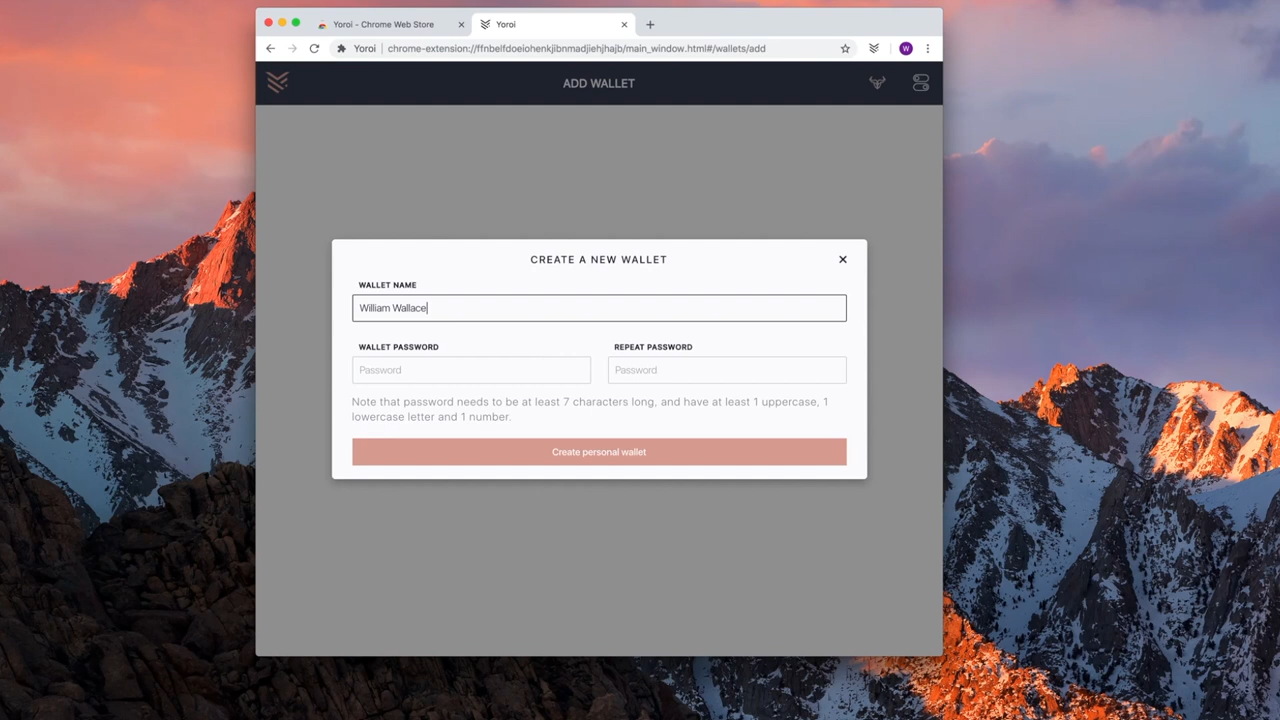 Yoroi - Chrome Web Store
Yoroi
Yoroi
chrome-extension://ffnbelfdoeiohenkjibnmadjiehjhajb/main_window.html#/wallets/add
W
ADD WALLET
CREATE A NEW WALLET
WALLET NAME
William Wallace
WALLET PASSWORD
REPEAT PASSWORD
Password
Password
Note that password needs to be at least 7 characters long, and have at least 1 uppercase, 1
lowercase letter and 1 number.
Create personal wallet